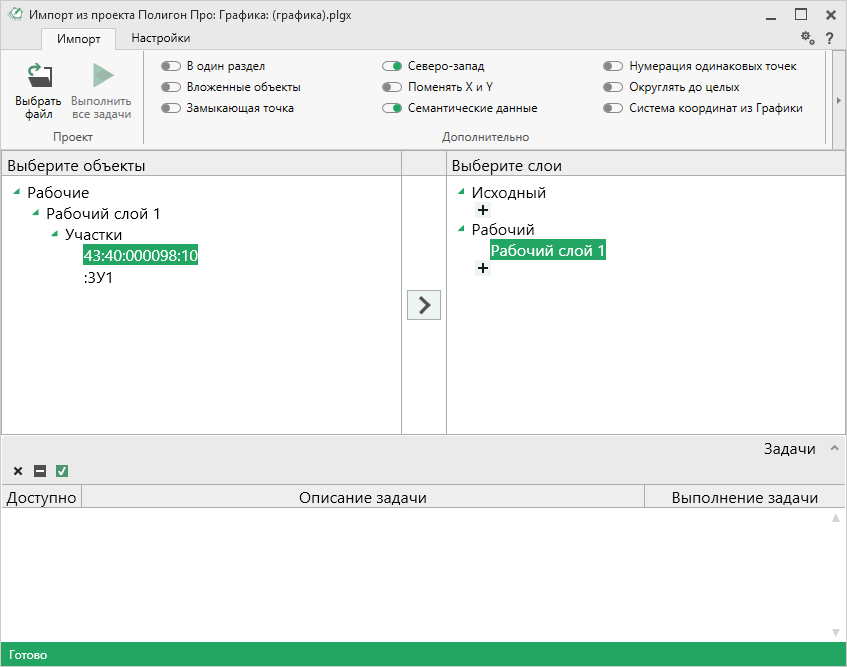 Импорт из проекта Полигон Про: Графика: (графика).plgx
Импорт
Настройки
?
Выбрать файл
Выполнить все задачи
Проект
В один раздел
Вложенные объекты
Замыкающая точка
Северо-запад
Поменять X и Y
Семантические данные
Нумерация одинаковых точек
Округлять до целых
Система координат из Графики
Дополнительно
Выберите объекты
Рабочие
Рабочий слой 1
Участки
43:40:000098:10
:ЗУ1
Выберите слои
Исходный
+
Рабочий
Рабочий слой 1
+
Задачи
Доступно
Описание задачи
Выполнение задачи
Готово